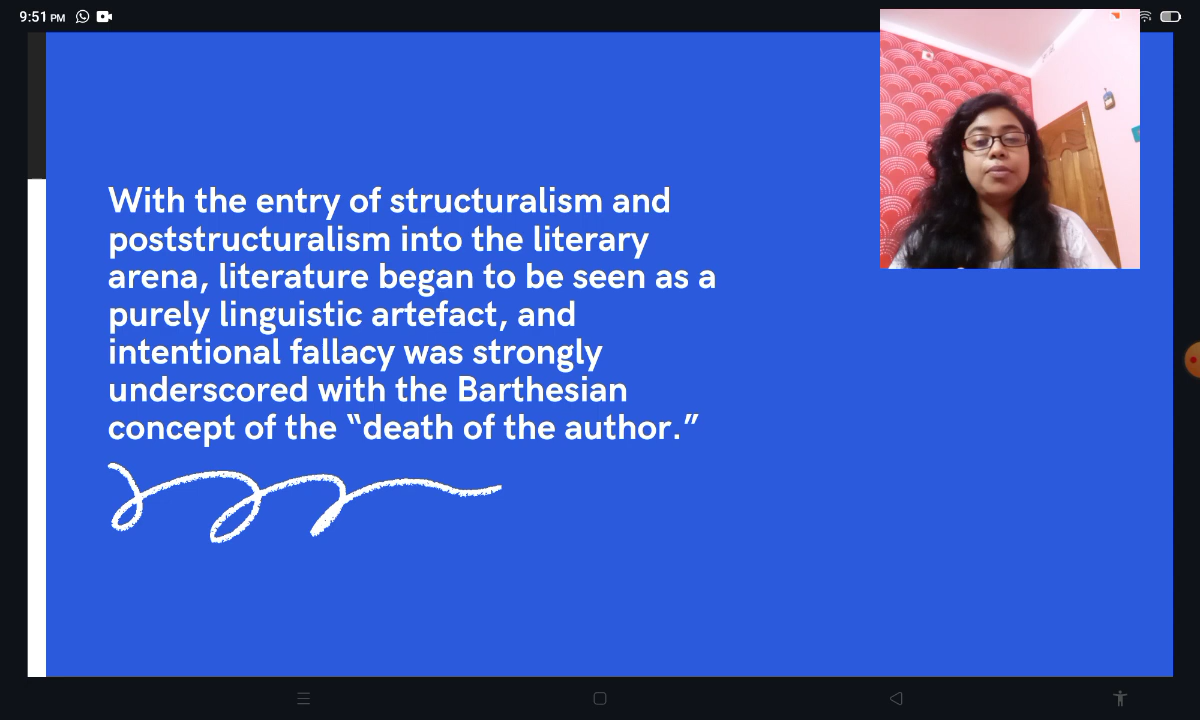 9:51 PM
With the entry of structuralism and
poststructuralism into the literary
arena, literature began to be seen as a
purely linguistic artefact, and
intentional fallacy was strongly
underscored with the Barthesian
concept of the “death of the author.”